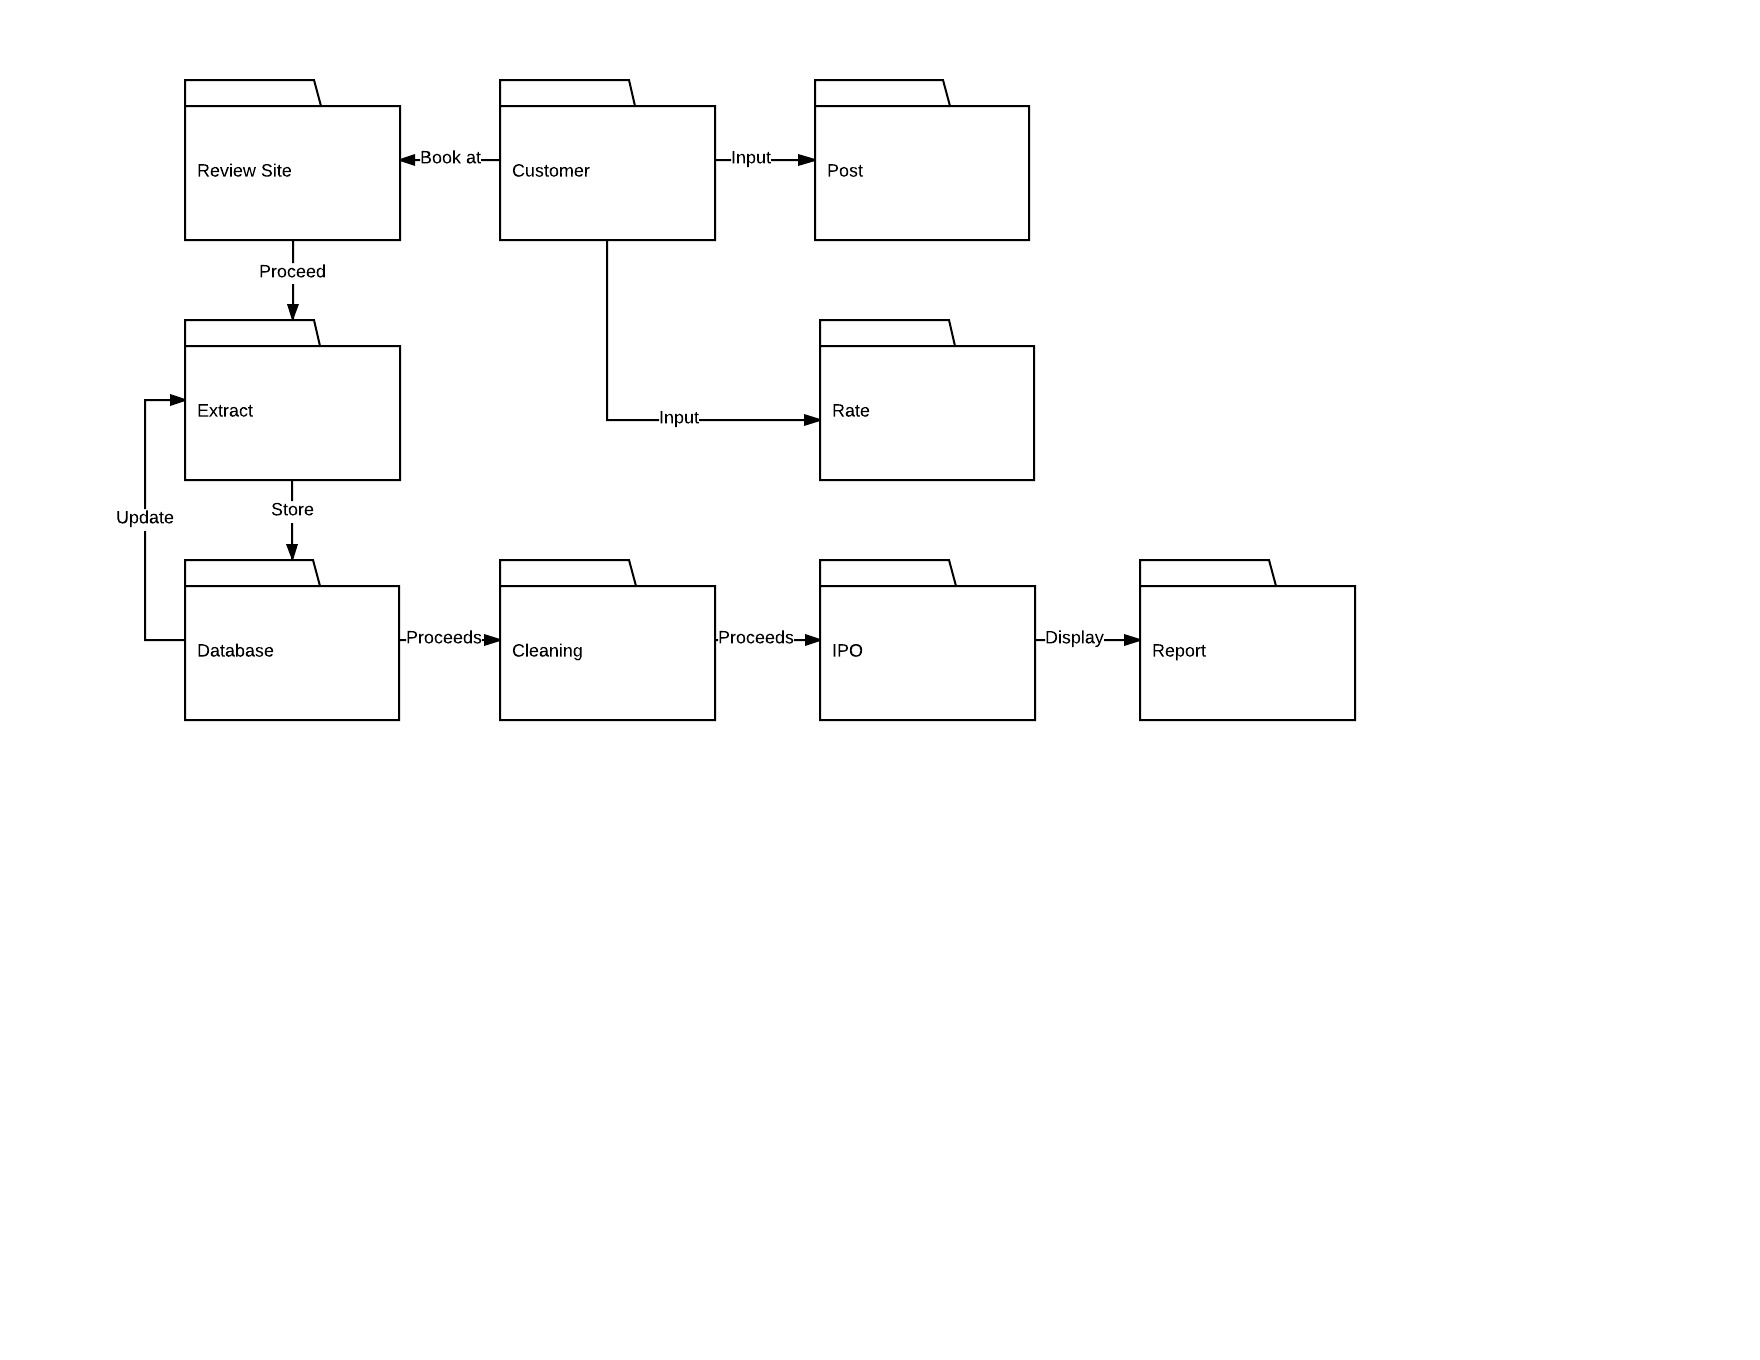 Review Site
Book at
Customer
Input
Post
Proceed
Extract
Input
Rate
Update
Store
Database
Proceeds
Cleaning
Proceeds
IPO
Display
Report